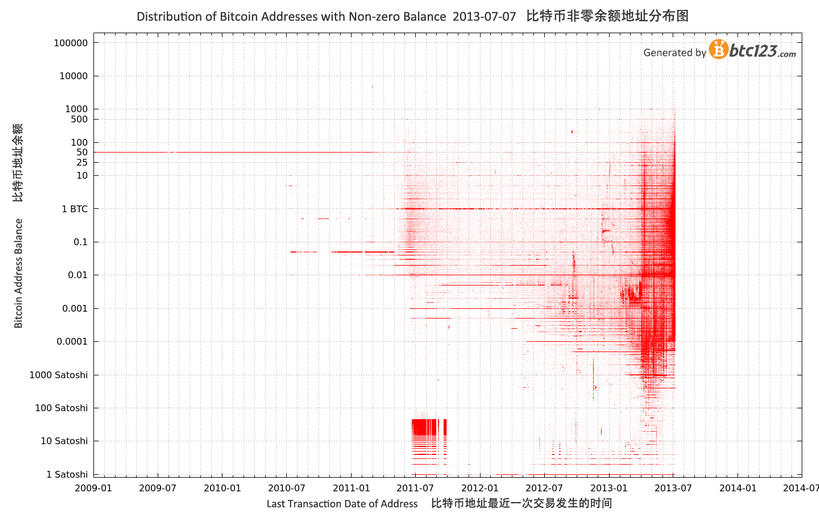 Distribution of Bitcoin Addresses with Non-zero Balance 2013-07-07 比特币非零余额地址分布图
Generated by btc123.com
100000
10000
1000
500
100
50
25
10
1 BTC
0.1
0.01
0.001
0.0001
1000 Satoshi
100 Satoshi
10 Satoshi
1 Satoshi
Bitcoin Address Balance 比特币地址余额
2009-01 2009-07 2010-01 2010-07 2011-01 2011-07 2012-01 2012-07 2013-01 2013-07 2014-01 2014-07
Last Transaction Date of Address 比特币地址最近一次交易发生的时间